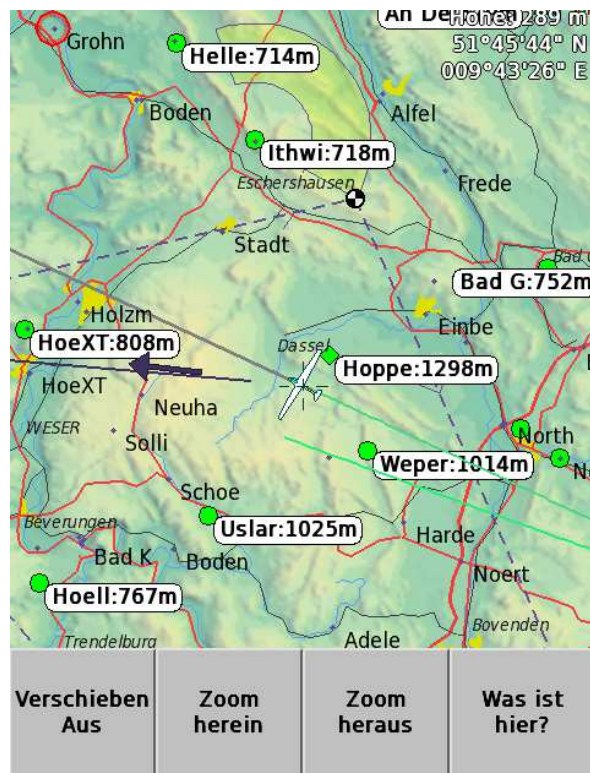 Höhe: 289 m
Grohn
51°45'44" N
Helle:714m
009°43'26" E
Boden
Alfel
Ithwi:718m
Eschershausen
Frede
Stadt
Bad G:752m
Holzm
Einbe
HoeXT:808m
Dassel
Hoppe:1298m
HoeXT
Neuha
WESER
Solli
North
Weper:1014m
Schoe
Beverungen
Uslar:1025m
Harde
Bad K
Boden
Noert
Hoell:767m
Bovenden
Trendelburg
Adele
Verschieben
Aus
Zoom
herein
Zoom
heraus
Was ist
hier?